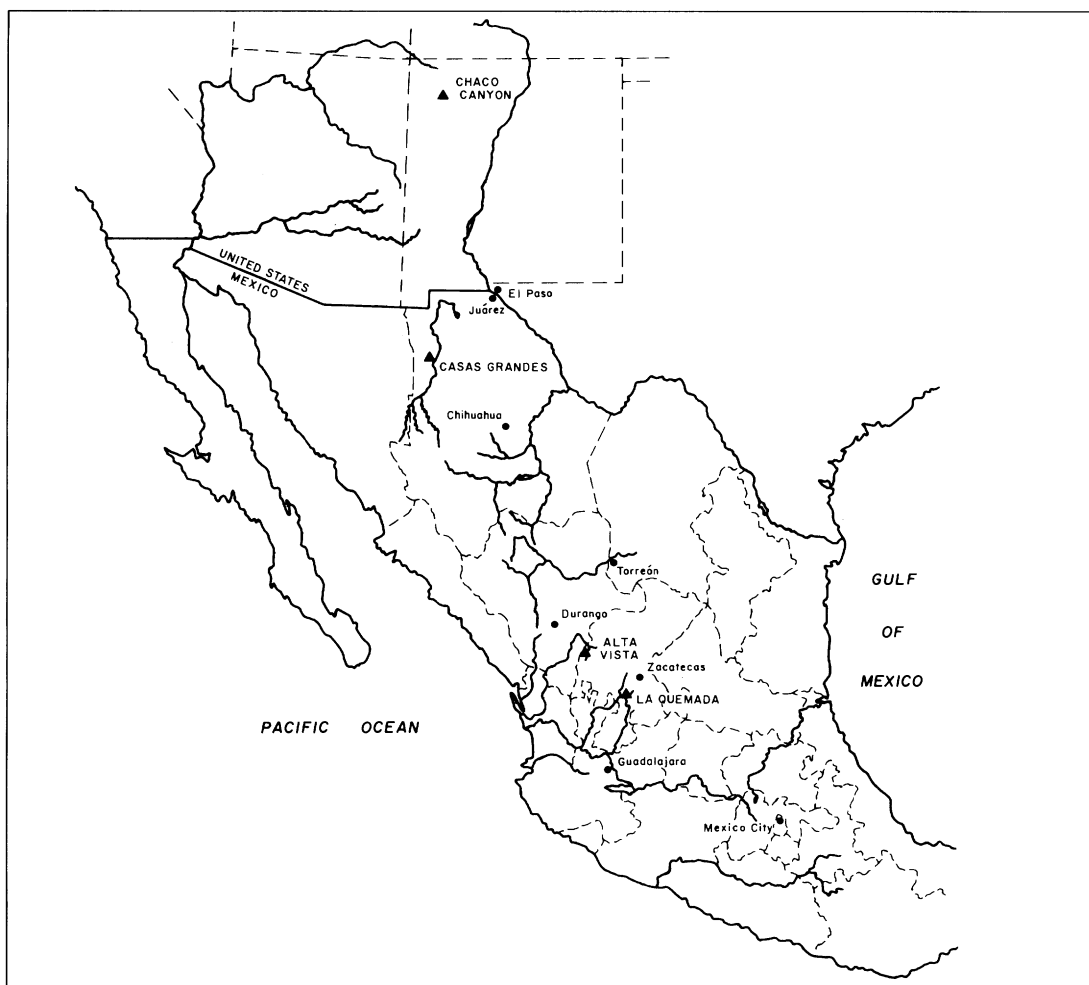 CHACO
CANYON
UNITED STATES
MEXICO
El Paso
Juárez
CASAS GRANDES
Chihuahua
Torreón
GULF
OF
MEXICO
Durango
ALTA
VISTA
Zacatecas
LA QUEMADA
PACIFIC OCEAN
Guadalajara
Mexico City